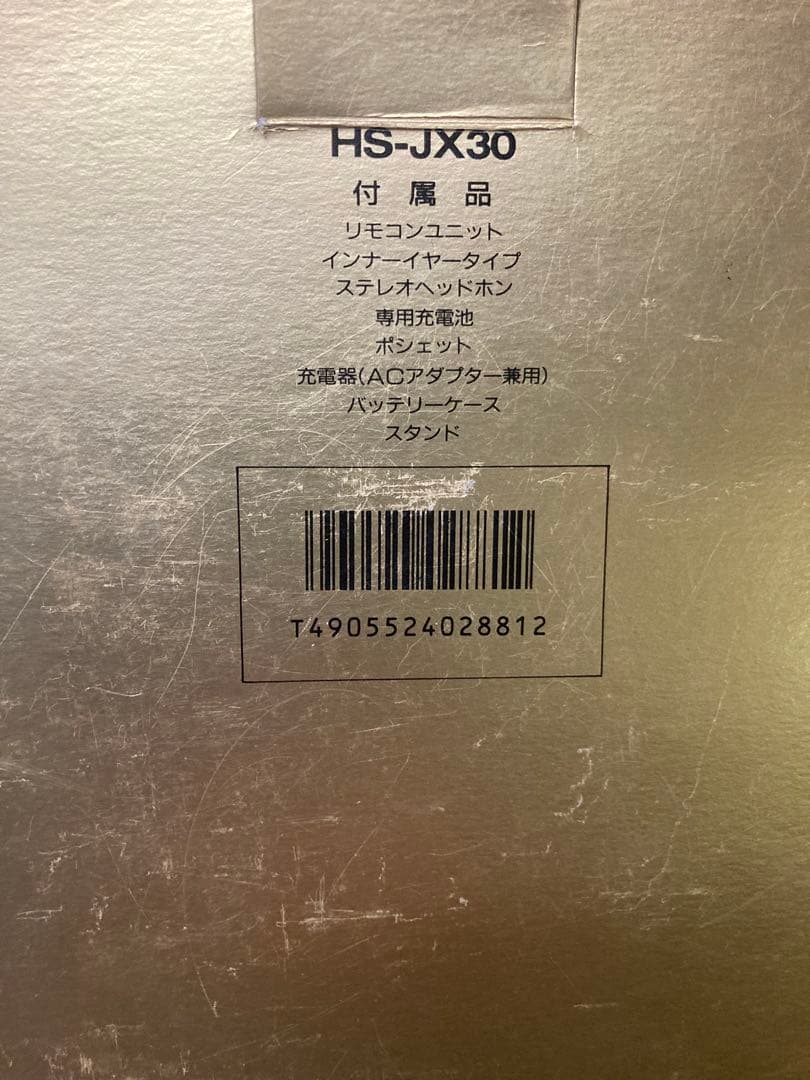 HS-JX30
付属品
リモコンユニット
インナーイヤータイプ
ステレオヘッドホン
専用充電池
ポシェット
充電器(ACアダプター兼用)
バッテリーケース
スタンド
T4905524028812